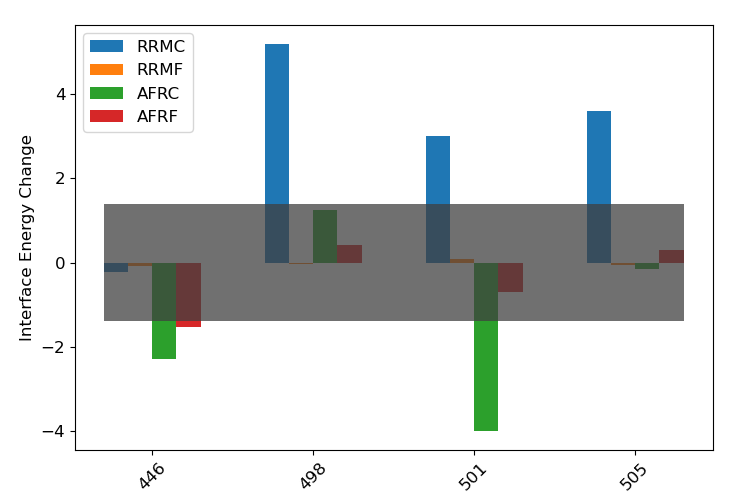 RRMC
RRMF
AFRC
AFRF
Interface Energy Change
4
2
0
−2
−4
446
498
501
505